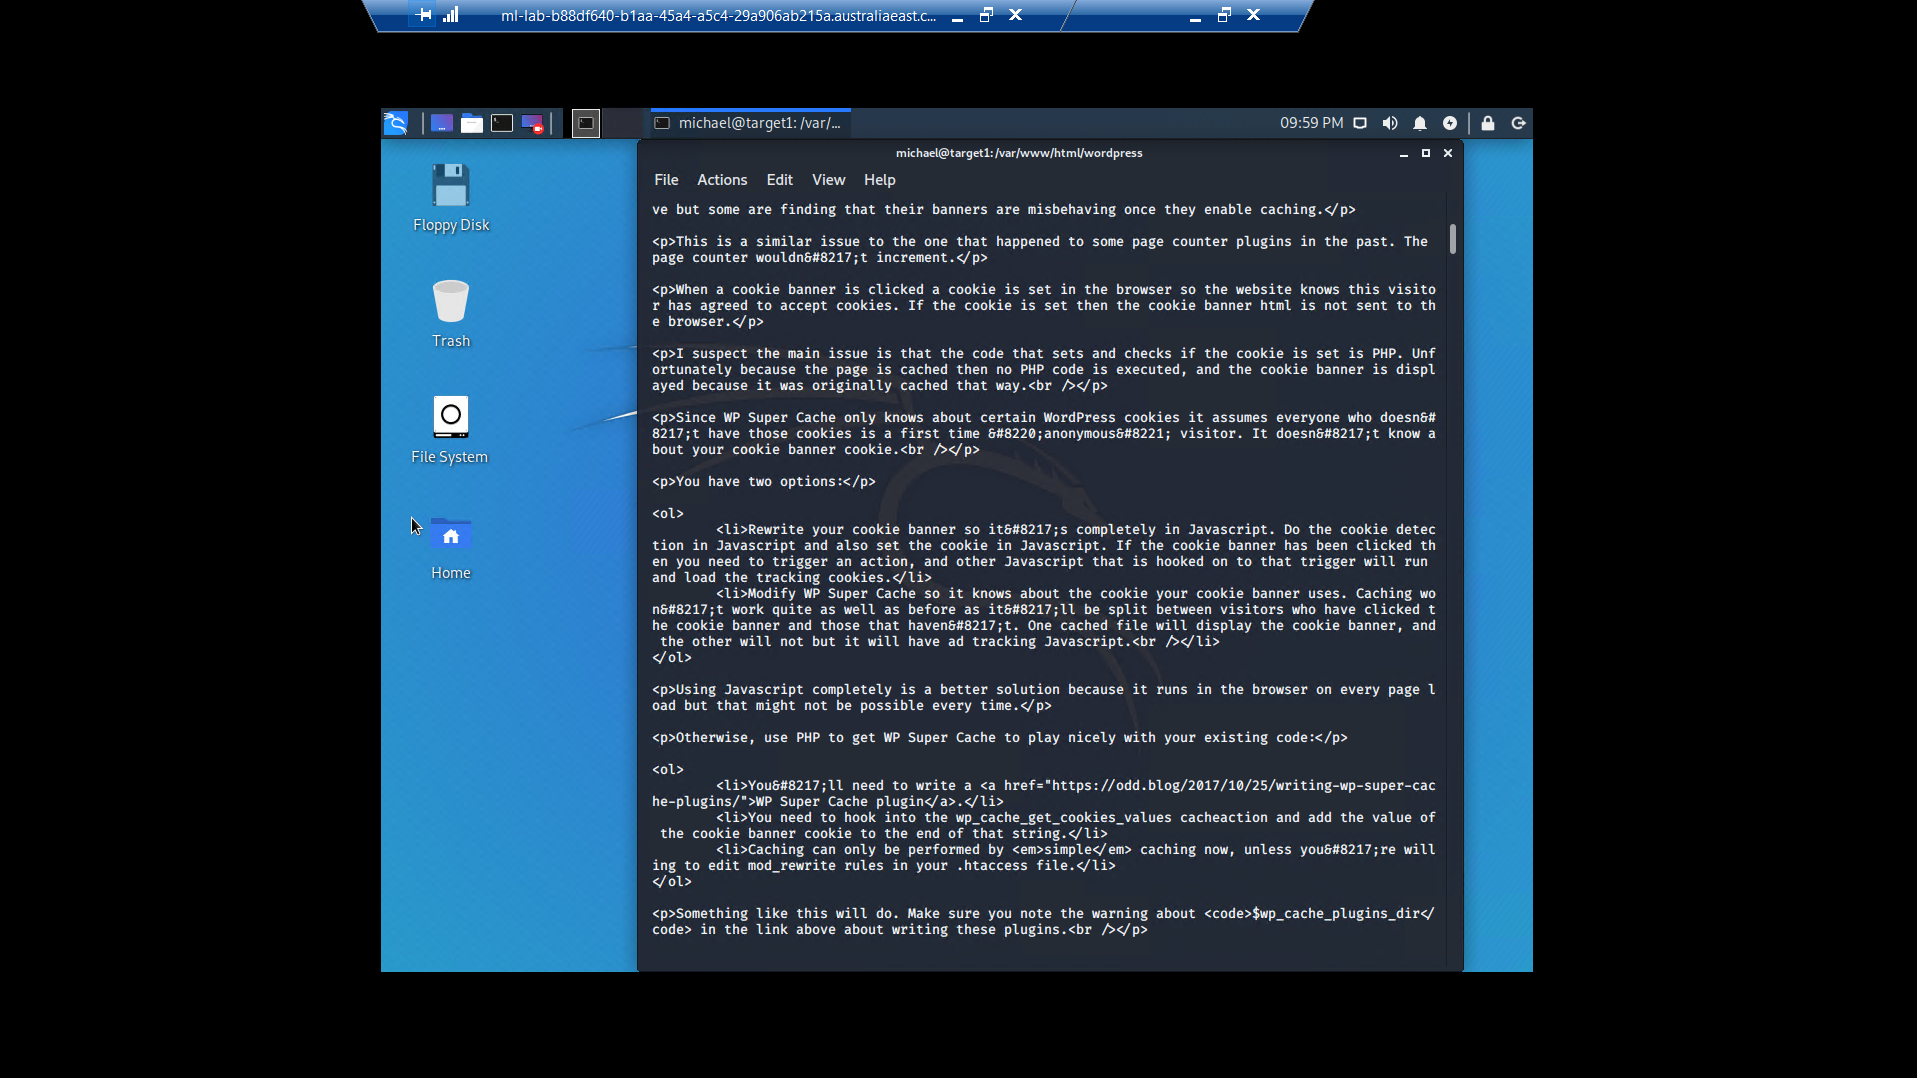 ml-lab-b88df640-b1aa-45a4-a5c4-29a906ab215a.australiaeast.c...
michael@target1: /var/...
09:59 PM
michael@target1:/var/www/html/wordpress
File Actions Edit View Help
Floppy Disk
Trash
File System
Home
ve but some are finding that their banners are misbehaving once they enable caching.</p>
<p>This is a similar issue to the one that happened to some page counter plugins in the past. The
page counter wouldn&#8217;t increment.</p>
<p>When a cookie banner is clicked a cookie is set in the browser so the website knows this visito
r has agreed to accept cookies. If the cookie is set then the cookie banner html is not sent to th
e browser.</p>
<p>I suspect the main issue is that the code that sets and checks if the cookie is set is PHP. Unf
ortunately because the page is cached then no PHP code is executed, and the cookie banner is displ
ayed because it was originally cached that way.<br /></p>
<p>Since WP Super Cache only knows about certain WordPress cookies it assumes everyone who doesn&#
8217;t have those cookies is a first time &#8220;anonymous&#8221; visitor. It doesn&#8217;t know a
bout your cookie banner cookie.<br /></p>
<p>You have two options:</p>
<ol>
<li>Rewrite your cookie banner so it&#8217;s completely in Javascript. Do the cookie detec
tion in Javascript and also set the cookie in Javascript. If the cookie banner has been clicked th
en you need to trigger an action, and other Javascript that is hooked on to that trigger will run
and load the tracking cookies.</li>
<li>Modify WP Super Cache so it knows about the cookie your cookie banner uses. Caching wo
n&#8217;t work quite as well as before as it&#8217;ll be split between visitors who have clicked t
he cookie banner and those that haven&#8217;t. One cached file will display the cookie banner, and
the other will not but it will have ad tracking Javascript.<br /></li>
</ol>
<p>Using Javascript completely is a better solution because it runs in the browser on every page l
oad but that might not be possible every time.</p>
<p>Otherwise, use PHP to get WP Super Cache to play nicely with your existing code:</p>
<ol>
<li>You&#8217;ll need to write a <a href="https://odd.blog/2017/10/25/writing-wp-super-cac
he-plugins/">WP Super Cache plugin</a>.</li>
<li>You need to hook into the wp_cache_get_cookies_values cacheaction and add the value of
the cookie banner cookie to the end of that string.</li>
<li>Caching can only be performed by <em>simple</em> caching now, unless you&#8217;re will
ing to edit mod_rewrite rules in your .htaccess file.</li>
</ol>
<p>Something like this will do. Make sure you note the warning about <code>$wp_cache_plugins_dir</
code> in the link above about writing these plugins.<br /></p>